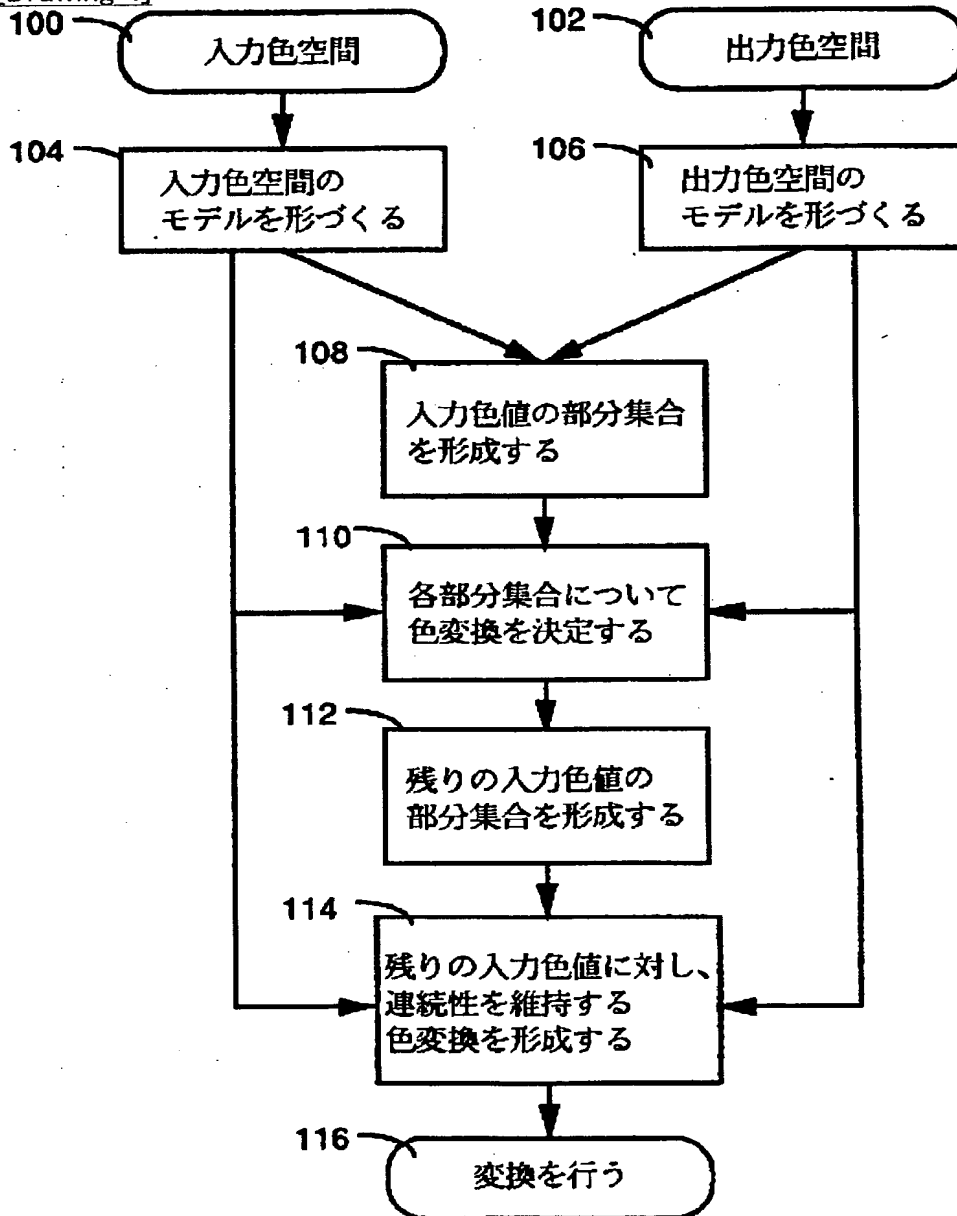 100
入力色空間
102
出力色空間
104
入力色空間の
モデルを形づくる
106
出力色空間の
モデルを形づくる
108
入力色値の部分集合
を形成する
110
各部分集合について
色変換を決定する
112
残りの入力色値の
部分集合を形成する
114
残りの入力色値に対し、
連続性を維持する
色変換を形成する
116
変換を行う